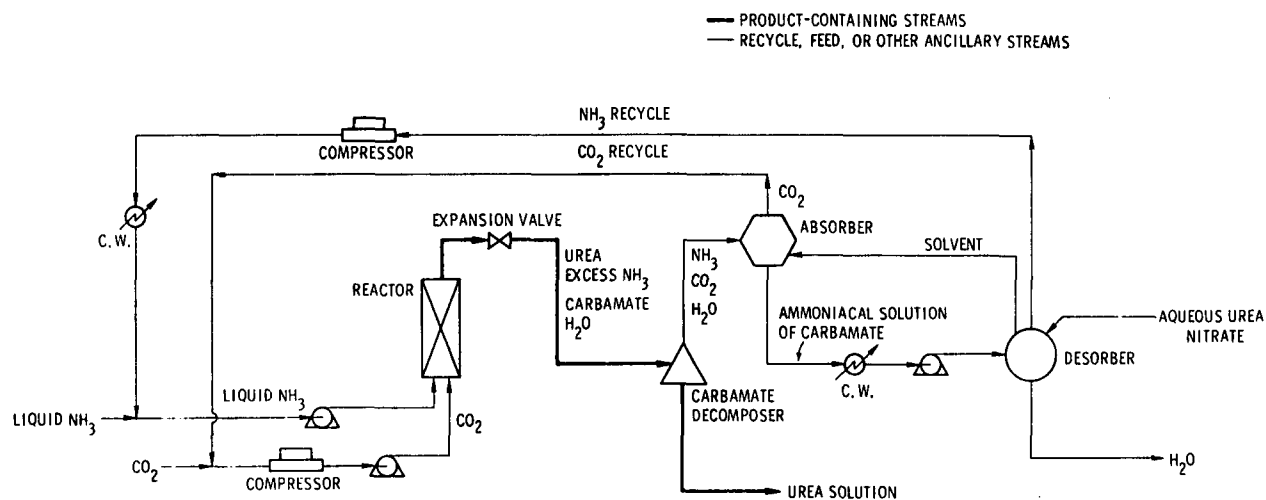 PRODUCT-CONTAINING STREAMS
RECYCLE, FEED, OR OTHER ANCILLARY STREAMS
NH3 RECYCLE
COMPRESSOR
CO2 RECYCLE
CO2
C. W.
EXPANSION VALVE
ABSORBER
SOLVENT
UREA
EXCESS NH3
CARBAMATE
H2O
NH3
CO2
H2O
REACTOR
AMMONIACAL SOLUTION
OF CARBAMATE
AQUEOUS UREA
NITRATE
DESORBER
C. W.
CARBAMATE
DECOMPOSER
LIQUID NH3
LIQUID NH3
CO2
CO2
COMPRESSOR
H2O
UREA SOLUTION